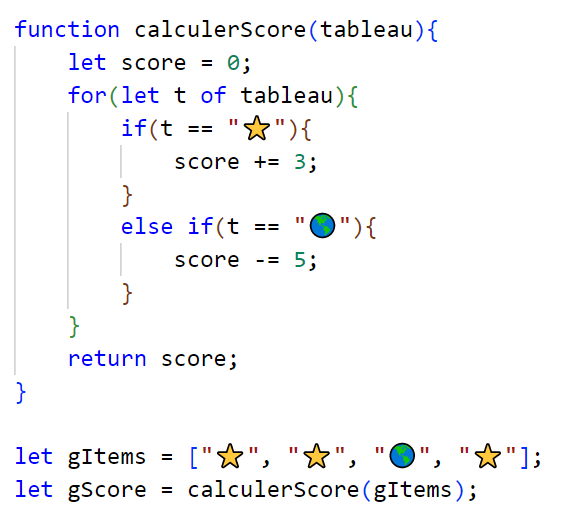 function calculerScore(tableau){
    let score = 0;
    for(let t of tableau){
        if(t == "⭐"){
            score += 3;
        }
        else if(t == "🌎"){
            score -= 5;
        }
    }
    return score;
}
let gItems = ["⭐", "⭐", "🌎", "⭐"];
let gScore = calculerScore(gItems);